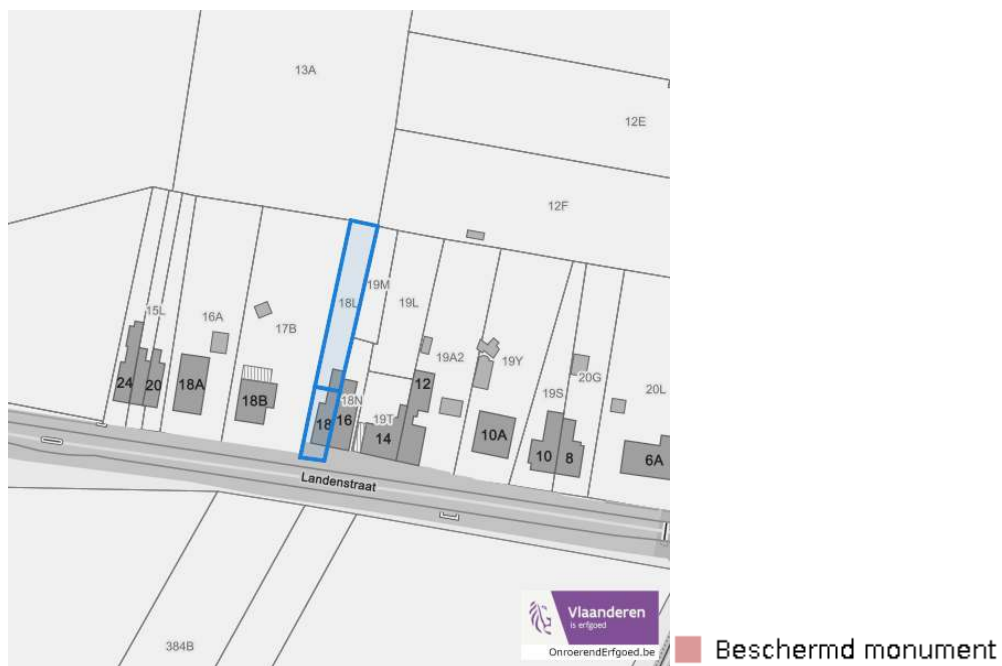 13A
12E
12F
19M
18L
19L
15L
16A
17B
19A2
19Y
12
20G
24
20
18A
18B
18N
19S
20L
18
16
19T
14
10A
10
8
6A
Landenstraat
Vlaanderen
is erfgoed
OnroerendErfgoed.be
384B
Beschermd monument